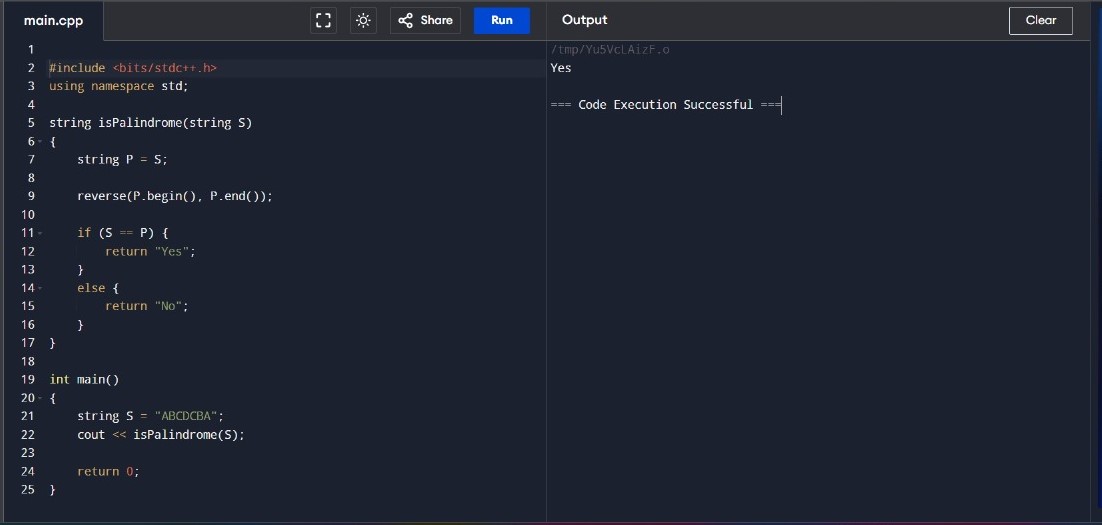 main.cpp
Share
Run
Output
Clear
1
2 #include <bits/stdc++.h>
3 using namespace std;
4
5 string isPalindrome(string S)
6 {
7     string P = S;
8
9     reverse(P.begin(), P.end());
10
11     if (S == P) {
12         return "Yes";
13     }
14     else {
15         return "No";
16     }
17 }
18
19 int main()
20 {
21     string S = "ABCDCBA";
22     cout << isPalindrome(S);
23
24     return 0;
25 }
/tmp/Yu5VcLAizF.o
Yes
=== Code Execution Successful ===